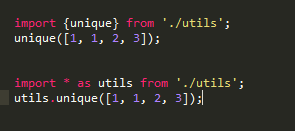 import {unique} from './utils';
unique([1, 1, 2, 3]);
import * as utils from './utils';
utils.unique([1, 1, 2, 3]);